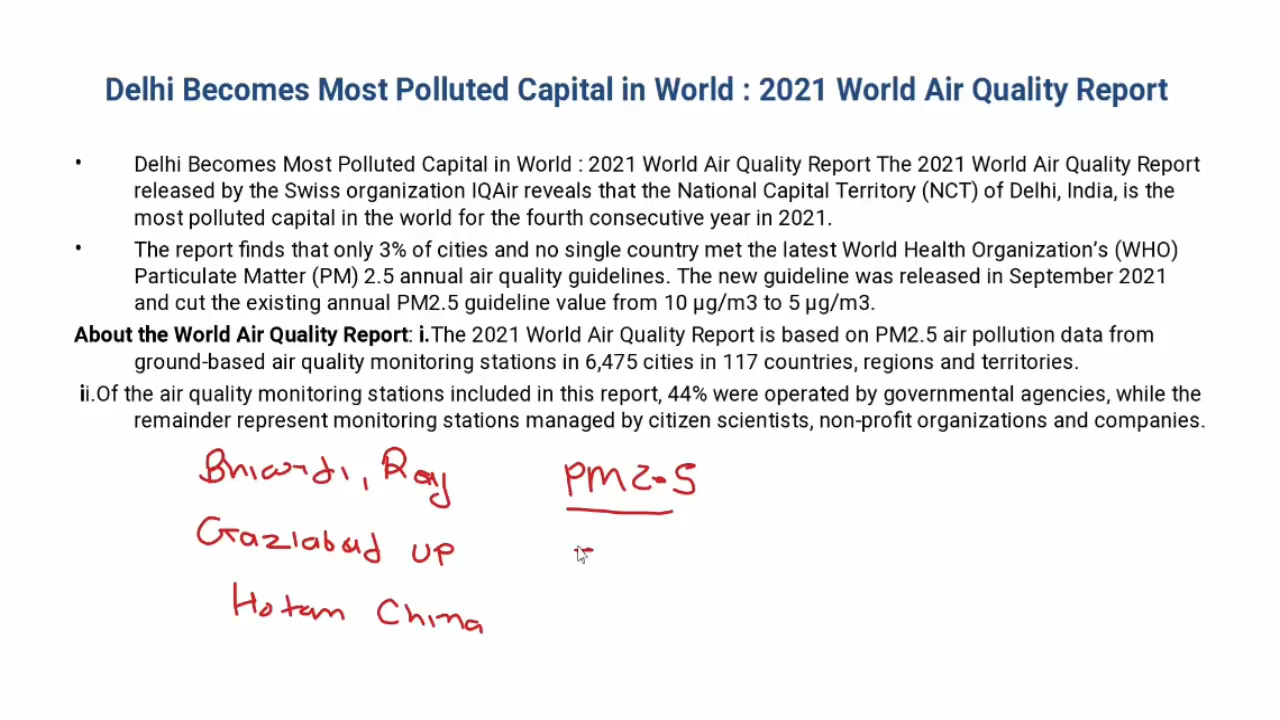 Delhi Becomes Most Polluted Capital in World : 2021 World Air Quality Report
• Delhi Becomes Most Polluted Capital in World : 2021 World Air Quality Report The 2021 World Air Quality Report
released by the Swiss organization IQAir reveals that the National Capital Territory (NCT) of Delhi, India, is the
most polluted capital in the world for the fourth consecutive year in 2021.
• The report finds that only 3% of cities and no single country met the latest World Health Organization’s (WHO)
Particulate Matter (PM) 2.5 annual air quality guidelines. The new guideline was released in September 2021
and cut the existing annual PM2.5 guideline value from 10 μg/m3 to 5 μg/m3.
About the World Air Quality Report: i.The 2021 World Air Quality Report is based on PM2.5 air pollution data from
ground-based air quality monitoring stations in 6,475 cities in 117 countries, regions and territories.
ii.Of the air quality monitoring stations included in this report, 44% were operated by governmental agencies, while the
remainder represent monitoring stations managed by citizen scientists, non-profit organizations and companies.
Raj PM2.5
Gaziabad UP
Hotan China